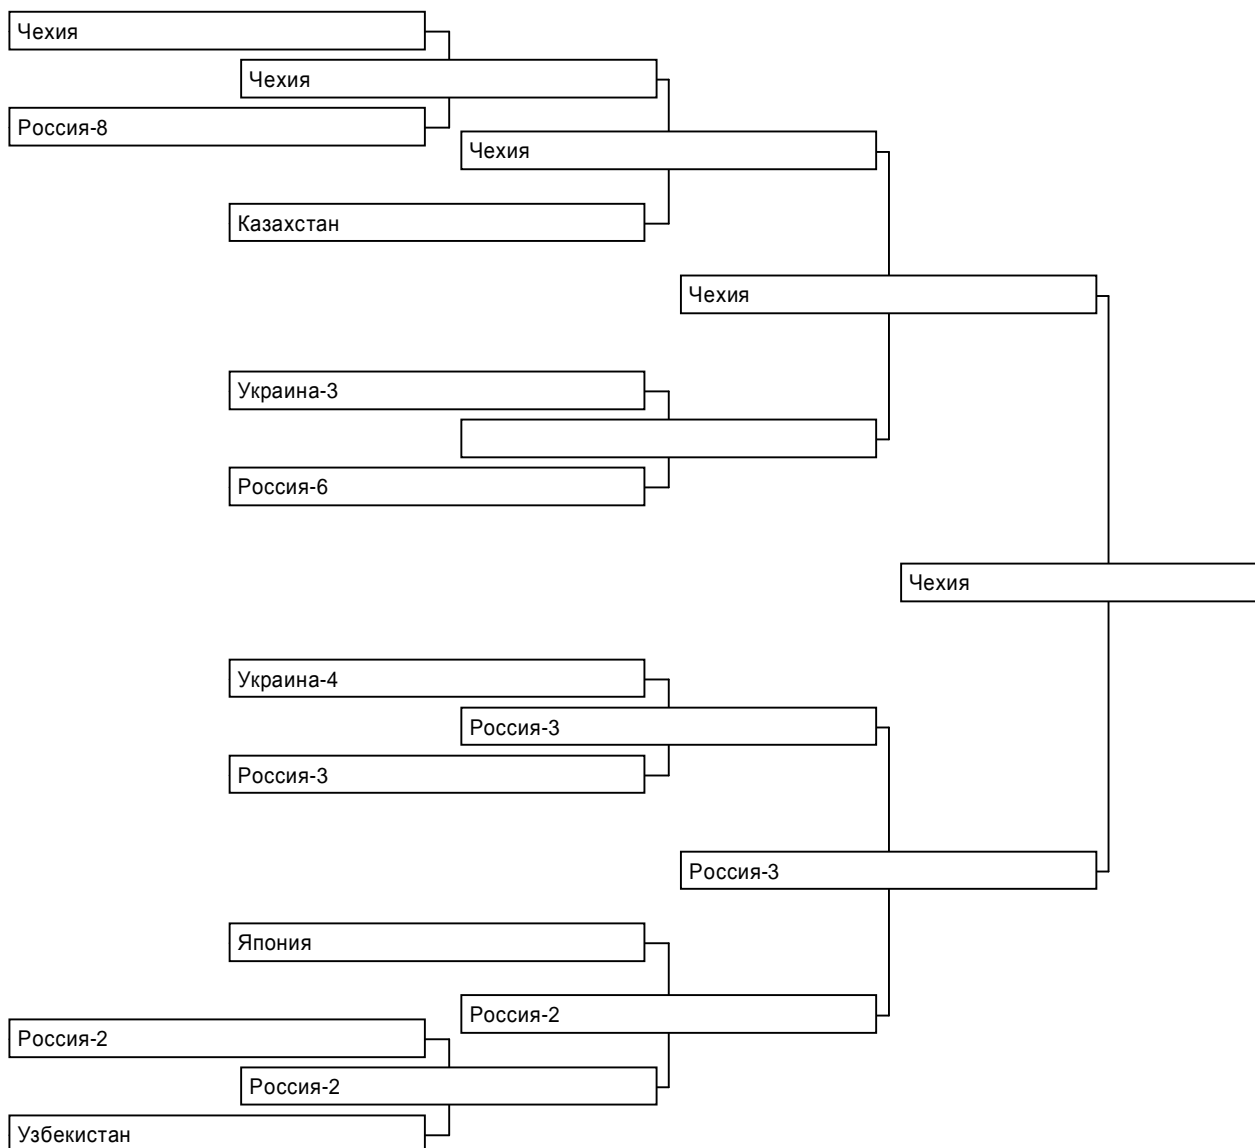 Чехия
Чехия
Россия-8
Чехия
Казахстан
Чехия
Украина-3
Россия-6
Чехия
Украина-4
Россия-3
Россия-3
Россия-3
Япония
Россия-2
Россия-2
Россия-2
Узбекистан